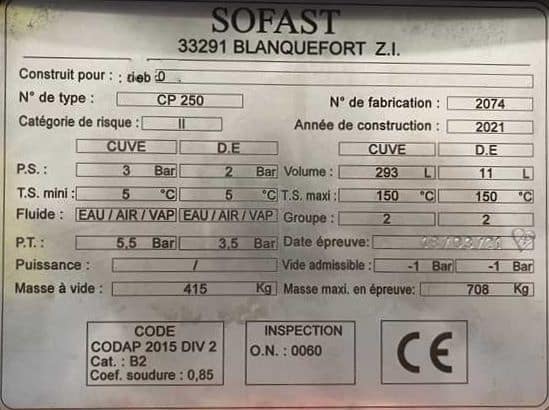 SOFAST
33291 BLANQUEFORT Z.I.
Construit pour :
N° de type : CP 250 N° de fabrication : 2074
Catégorie de risque : II Année de construction : 2021
CUVE D.E CUVE D.E
P.S. : 3 Bar 2 Bar Volume : 293 L 11 L
T.S. mini : 5 °C 5 °C T.S. maxi : 150 °C 150 °C
Fluide : EAU / AIR / VAP EAU / AIR / VAP Groupe : 2 2
P.T. : 5,5 Bar 3,5 Bar Date épreuve:
Puissance : / Vide admissible : -1 Bar -1 Bar
Masse à vide : 415 Kg Masse maxi. en épreuve: 708 Kg
CODE
CODAP 2015 DIV 2
Cat. : B2
Coef. soudure : 0,85
INSPECTION
O.N. : 0060
CE